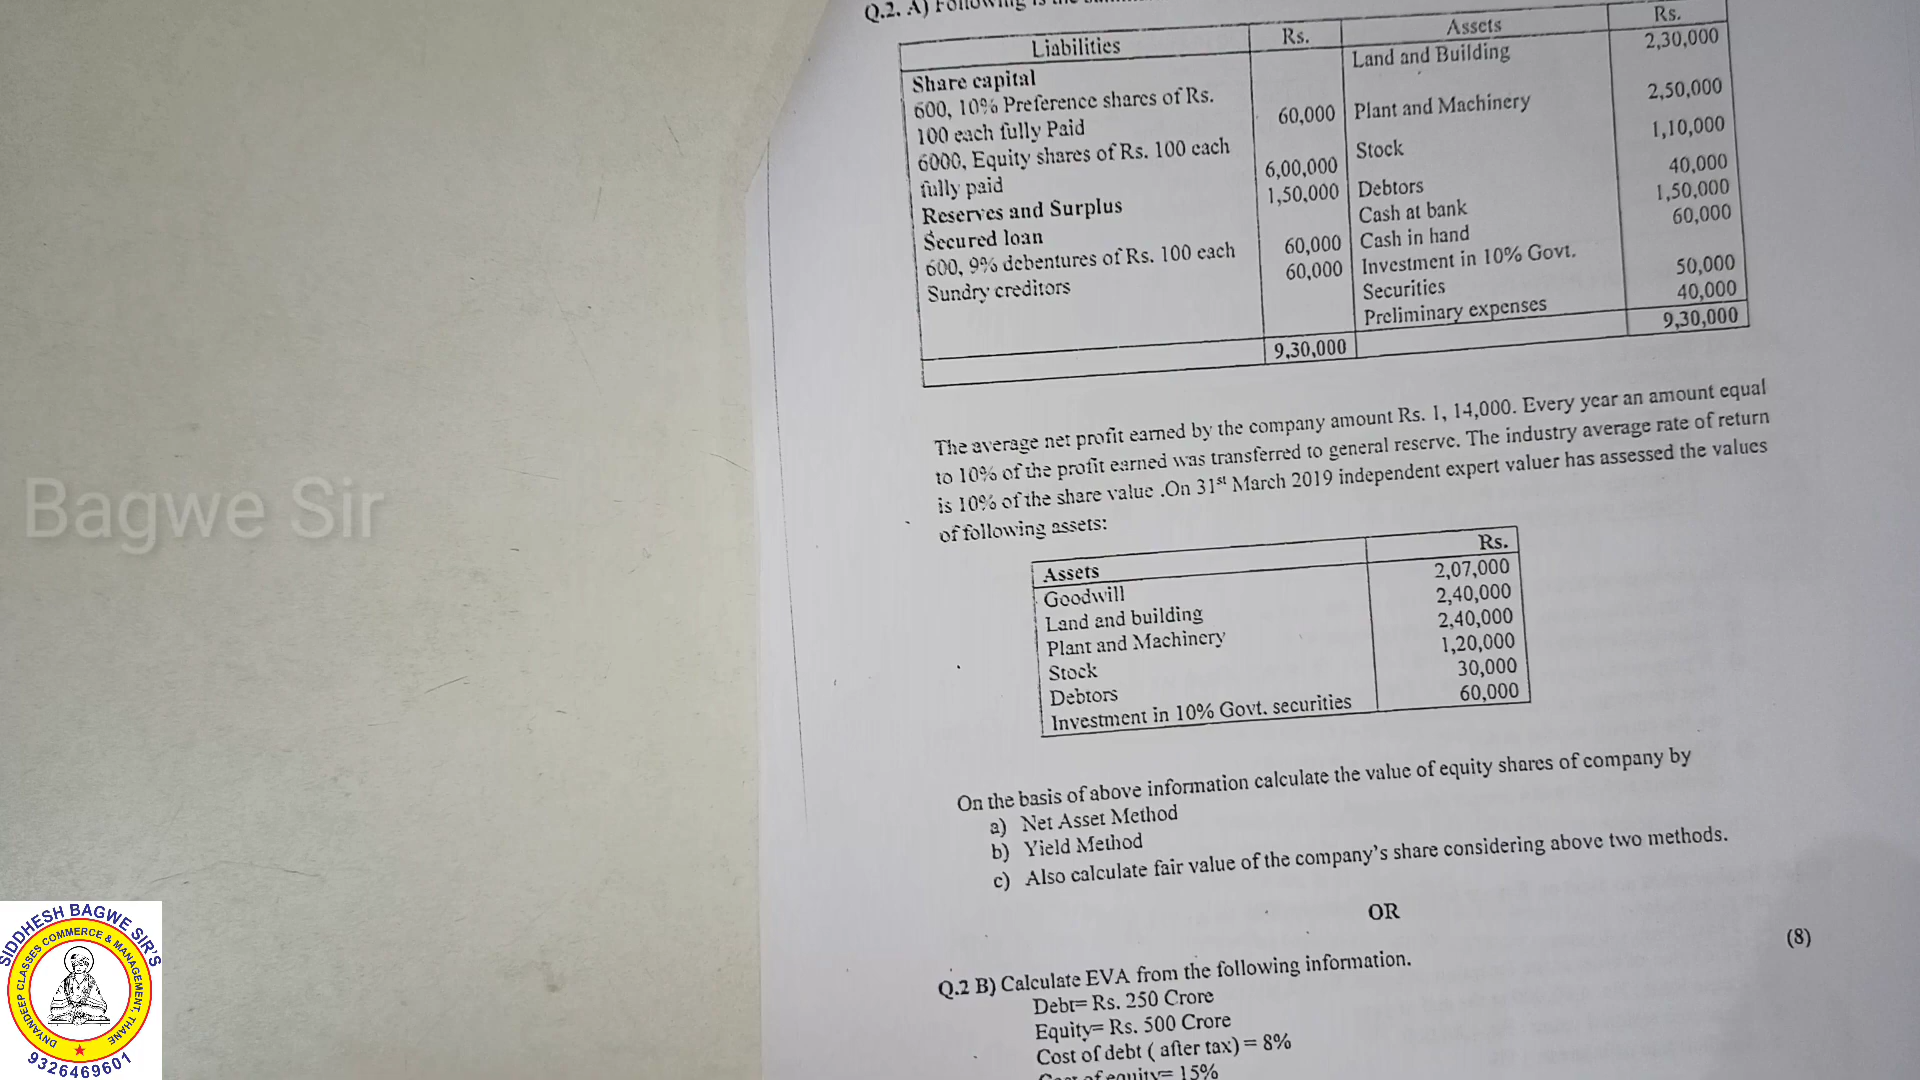 Q.2. A) Following is the
Liabilities Rs. Assets Rs.
Share capital Land and Building 2,30,000
600, 10% Preference shares of Rs.
100 each fully Paid 60,000 Plant and Machinery 2,50,000
6000, Equity shares of Rs. 100 each Stock 1,10,000
fully paid 6,00,000 Debtors 40,000
Reserves and Surplus 1,50,000 Cash at bank 1,50,000
Secured loan Cash in hand 60,000
600, 9% debentures of Rs. 100 each 60,000 Investment in 10% Govt.
Sundry creditors 60,000 Securities 50,000
Preliminary expenses 40,000
9,30,000 9,30,000
The average net profit earned by the company amount Rs. 1, 14,000. Every year an amount equal
to 10% of the profit earned was transferred to general reserve. The industry average rate of return
is 10% of the share value .On 31st March 2019 independent expert valuer has assessed the values
of following assets:
Assets Rs.
Goodwill 2,07,000
Land and building 2,40,000
Plant and Machinery 2,40,000
Stock 1,20,000
Debtors 30,000
Investment in 10% Govt. securities 60,000
On the basis of above information calculate the value of equity shares of company by
a) Net Asset Method
b) Yield Method
c) Also calculate fair value of the company's share considering above two methods.
OR
(8)
Q.2 B) Calculate EVA from the following information.
Debt= Rs. 250 Crore
Equity= Rs. 500 Crore
Cost of debt ( after tax) = 8%
Cost of equity= 15%
Bagwe Sir
SIDDHESH BAGWE SIR'S
DNYANDEEP CLASSES COMMERCE & MANAGEMENT, THANE
9326469601